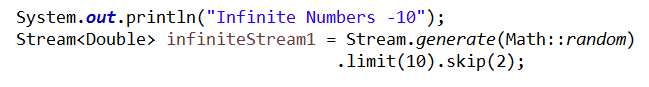 System.out.println("Infinite Numbers -10");
Stream<Double> infiniteStream1 = Stream.generate(Math::random)
.limit(10).skip(2);